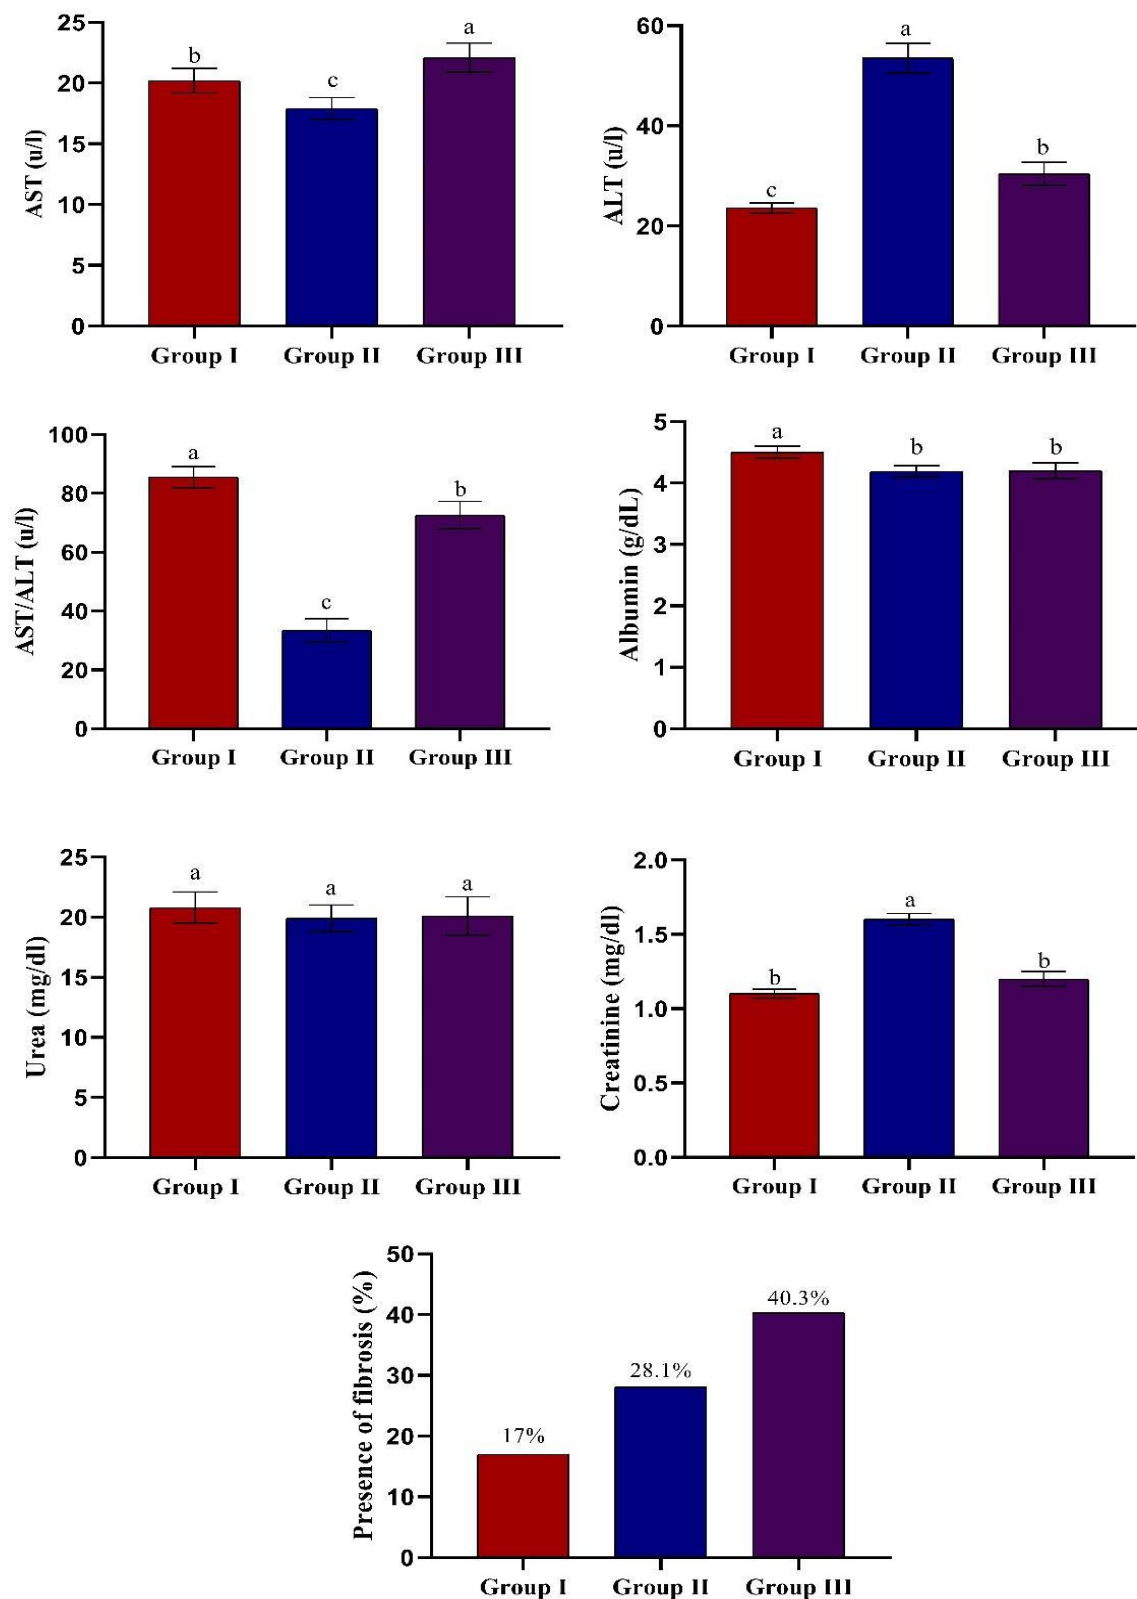 AST (u/l)
25
20
15
10
5
0
b
c
a
Group I Group II Group III
ALT (u/l)
60
40
20
0
c
a
b
Group I Group II Group III
AST/ALT (u/l)
100
80
60
40
20
0
a
c
b
Group I Group II Group III
Albumin (g/dL)
5
4
3
2
1
0
a
b
b
Group I Group II Group III
Urea (mg/dl)
25
20
15
10
5
0
a
a
a
Group I Group II Group III
Creatinine (mg/dl)
2.0
1.5
1.0
0.5
0.0
b
a
b
Group I Group II Group III
Presence of fibrosis (%)
50
40
30
20
10
0
17%
28.1%
40.3%
Group I Group II Group III